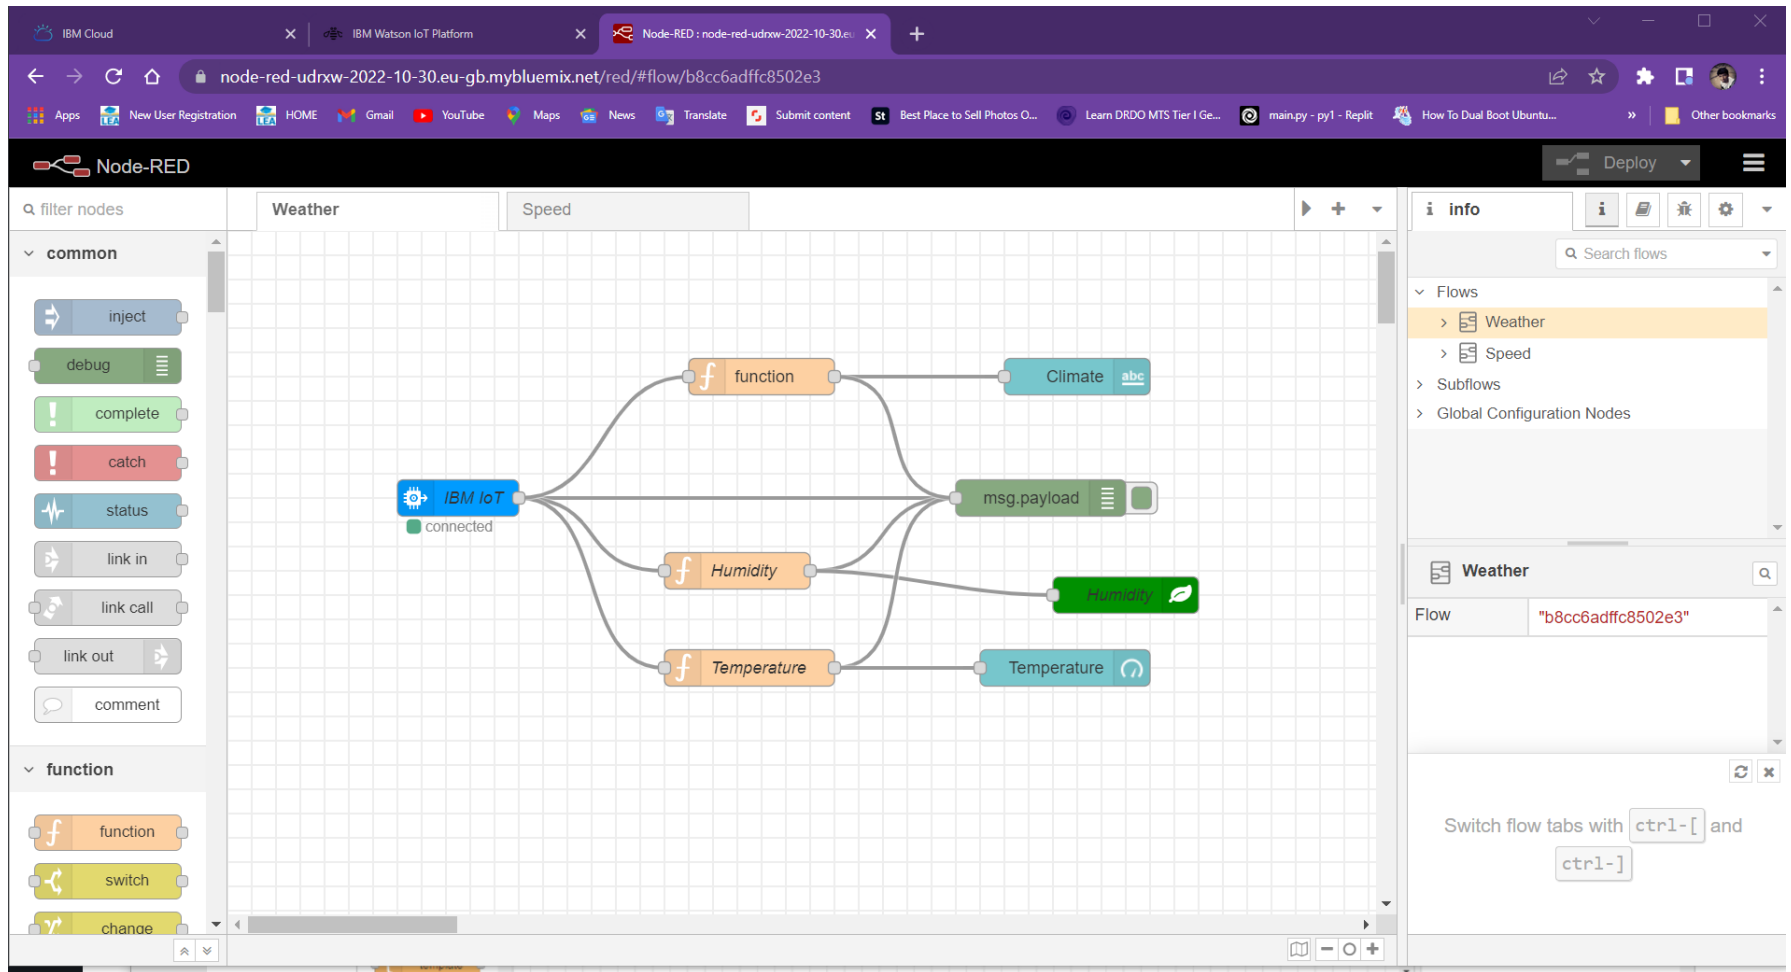 IBM Cloud
IBM Watson IoT Platform
Node-RED : node-red-udrxw-2022-10-30.eu
node-red-udrxw-2022-10-30.eu-gb.mybluemix.net/red/#flow/b8cc6adffc8502e3
Apps New User Registration HOME Gmail YouTube Maps News Translate Submit content Best Place to Sell Photos O... Learn DRDO MTS Tier I Ge... main.py - py1 - Replit How To Dual Boot Ubuntu... » Other bookmarks
Node-RED
Deploy
filter nodes
Weather
Speed
i info
i
common
Search flows
Flows
Weather
Speed
Subflows
Global Configuration Nodes
inject
debug
complete
catch
status
link in
link call
link out
comment
function
function
switch
change
function
Climate abc
IBM IoT
connected
msg.payload
Humidity
Humidity
Temperature
Temperature
Weather
Flow "b8cc6adffc8502e3"
Switch flow tabs with ctrl-[ and
ctrl-]